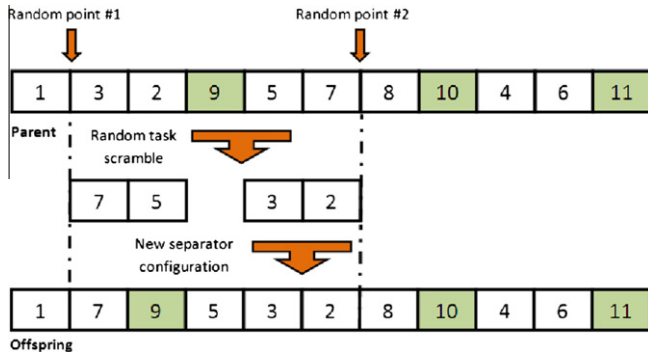 Random point #1 Random point #2
1 3 2 9 5 7 8 10 4 6 11
Parent
Random task
scramble
7 5 3 2
New separator
configuration
1 7 9 5 3 2 8 10 4 6 11
Offspring